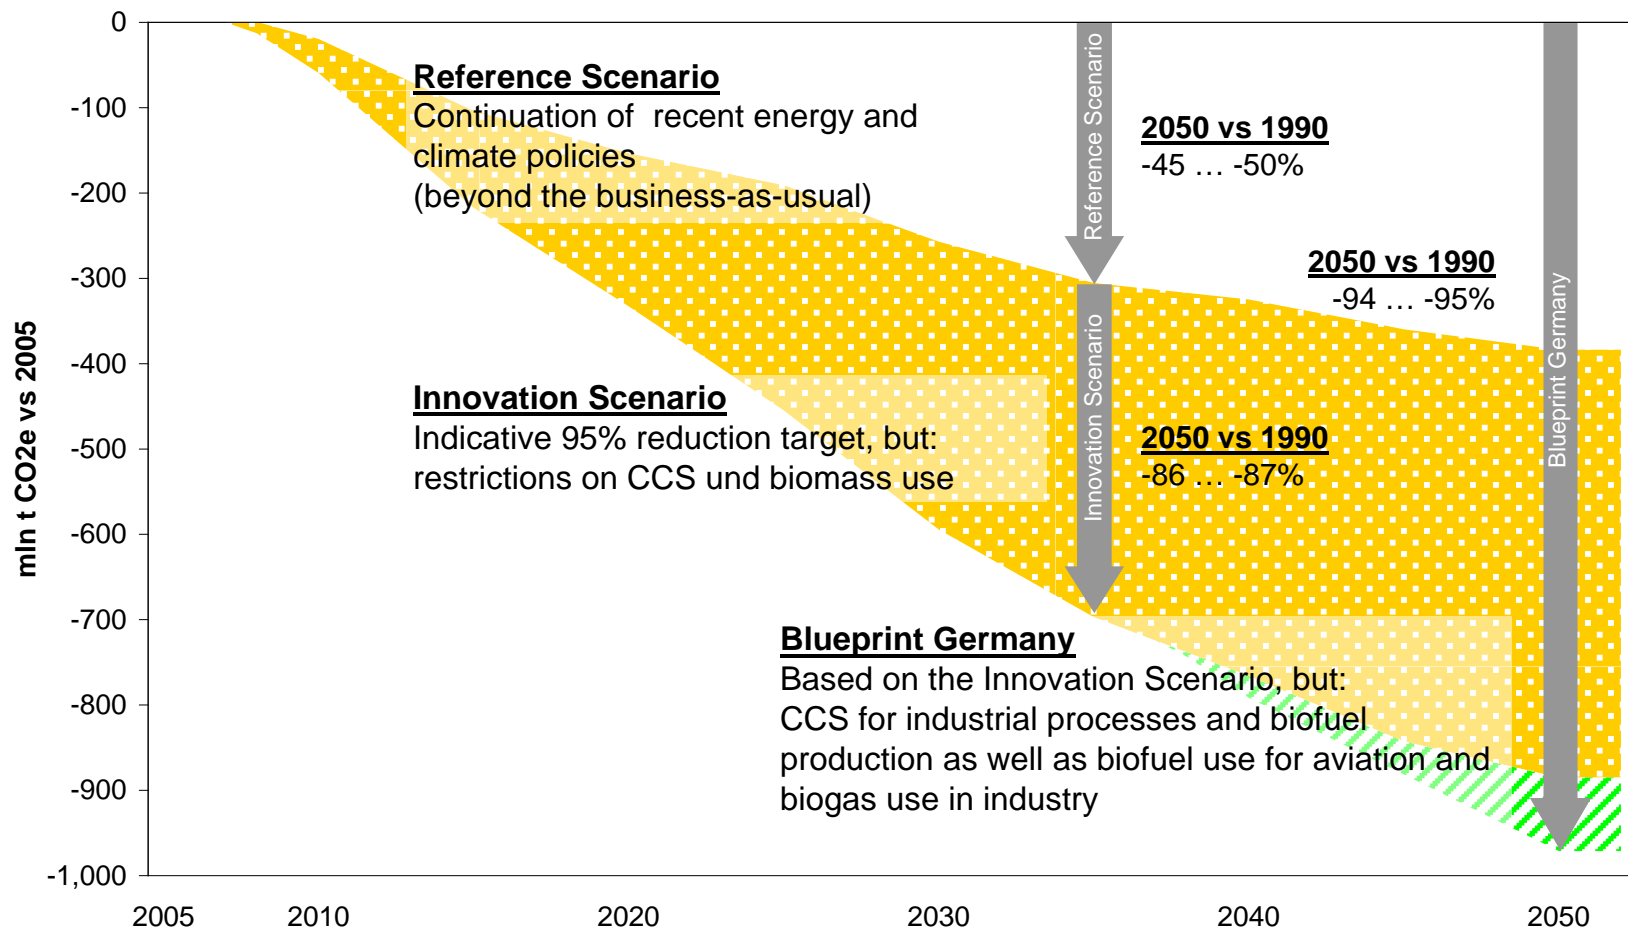 0
-100
-200
-300
-400
-500
-600
-700
-800
-900
-1,000
mln t CO2e vs 2005
2005
2010
2020
2030
2040
2050
Reference Scenario
Continuation of  recent energy and
climate policies
(beyond the business-as-usual)
Reference Scenario
2050 vs 1990
-45 … -50%
2050 vs 1990
-94 … -95%
Innovation Scenario
Indicative 95% reduction target, but:
restrictions on CCS und biomass use
Innovation Scenario
2050 vs 1990
-86 … -87%
Blueprint Germany
Blueprint Germany
Based on the Innovation Scenario, but:
CCS for industrial processes and biofuel
production as well as biofuel use for aviation and
biogas use in industry